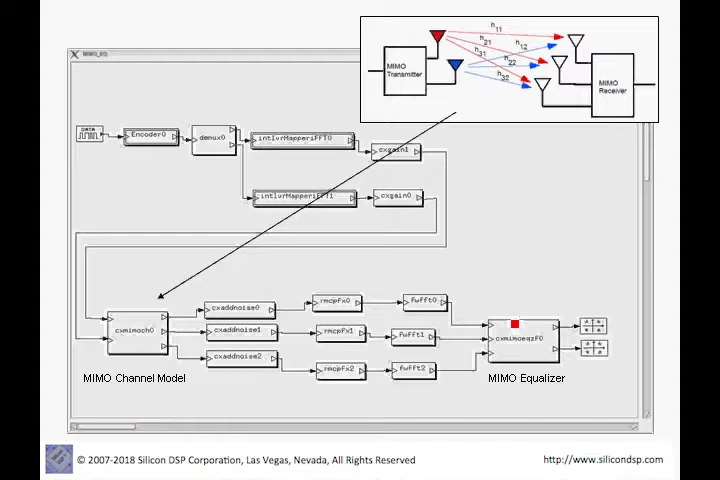 MIMO_EQ
h11
h21
h31
h12
h22
h32
MIMO
Transmitter
MIMO
Receiver
DATA
Encoder0
demux0
intlvrMapperiFFT0
cxgain1
intlvrMapperiFFT1
cxgain0
cxmimoch0
cxaddnoise0
rmcpfx0
fwfft0
cxaddnoise1
rmcpfx1
fwfft1
cxmimoeqzf0
cxaddnoise2
rmcpfx2
fwfft2
MIMO Channel Model
MIMO Equalizer
© 2007-2018 Silicon DSP Corporation, Las Vegas, Nevada, All Rights Reserved
http://www.silicondsp.com